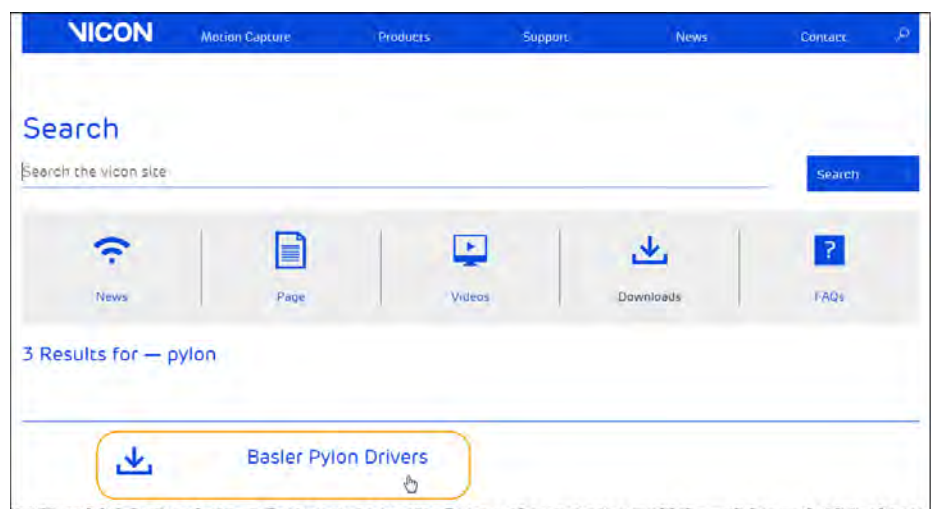 VICON Motion Capture Products Support News Contact
Search
Search the vicon site
Search
News Page Videos Downloads FAQs
3 Results for — pylon
Basler Pylon Drivers